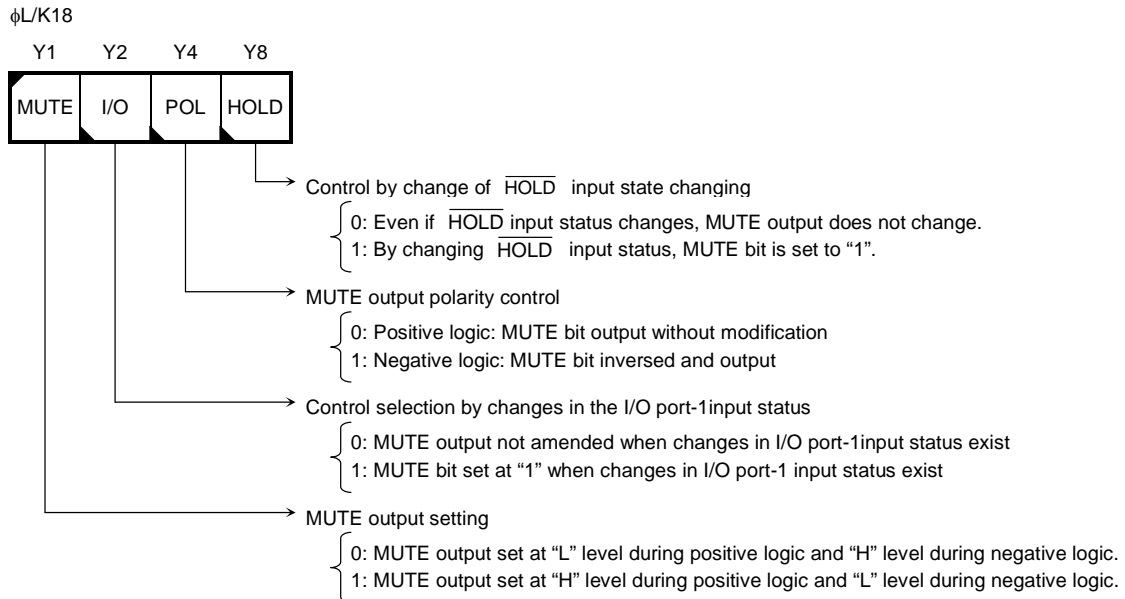 ϕL/K18
Y1 Y2 Y4 Y8
MUTE I/O POL HOLD
Control by change of HOLD input state changing
0: Even if HOLD input status changes, MUTE output does not change.
1: By changing HOLD input status, MUTE bit is set to “1”.
MUTE output polarity control
0: Positive logic: MUTE bit output without modification
1: Negative logic: MUTE bit inversed and output
Control selection by changes in the I/O port-1input status
0: MUTE output not amended when changes in I/O port-1input status exist
1: MUTE bit set at “1” when changes in I/O port-1 input status exist
MUTE output setting
0: MUTE output set at “L” level during positive logic and “H” level during negative logic.
1: MUTE output set at “H” level during positive logic and “L” level during negative logic.